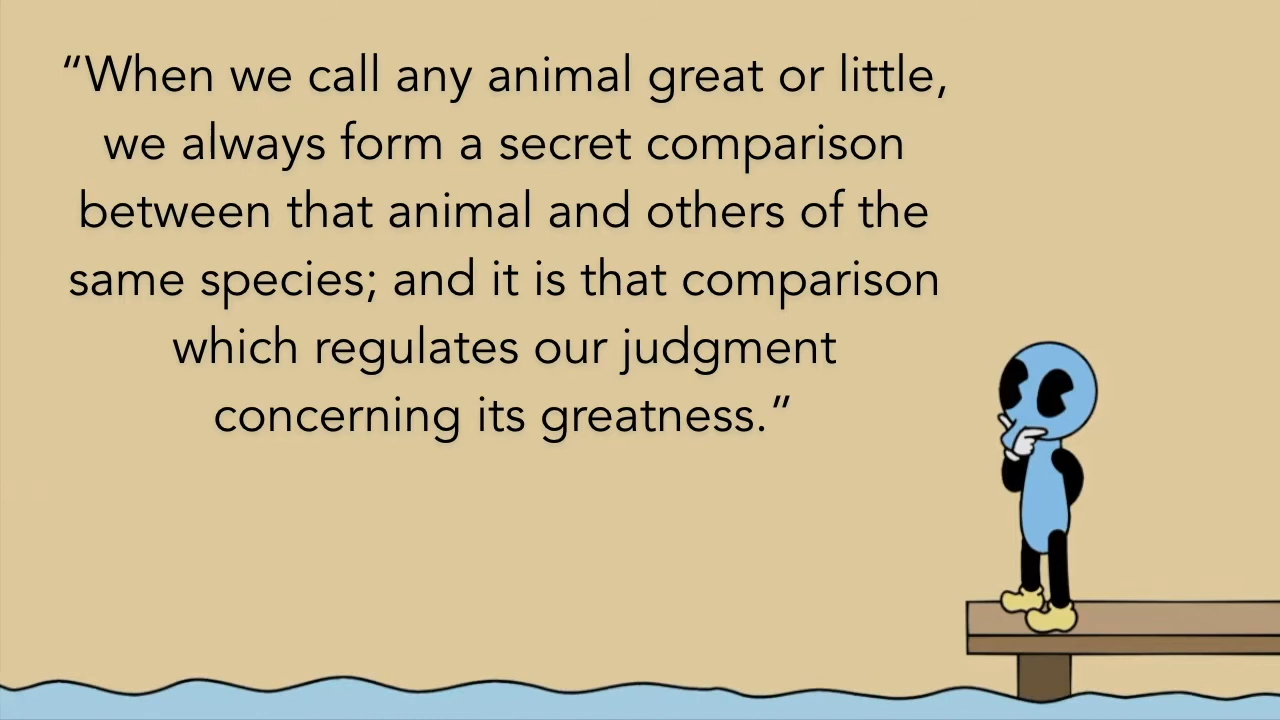 “When we call any animal great or little,
we always form a secret comparison
between that animal and others of the
same species; and it is that comparison
which regulates our judgment
concerning its greatness.”